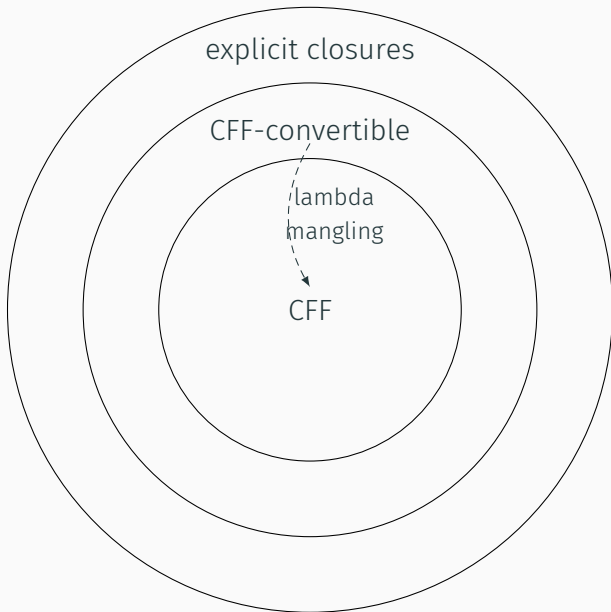 explicit closures
CFF-convertible
lambda
mangling
CFF